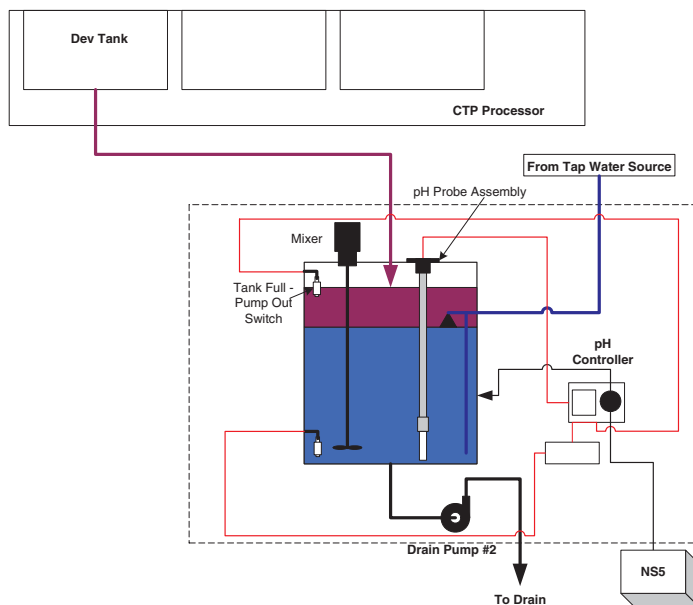 Dev Tank
CTP Processor
From Tap Water Source
pH Probe Assembly
Mixer
Tank Full -
Pump Out
Switch
pH
Controller
Drain Pump #2
NS5
To Drain